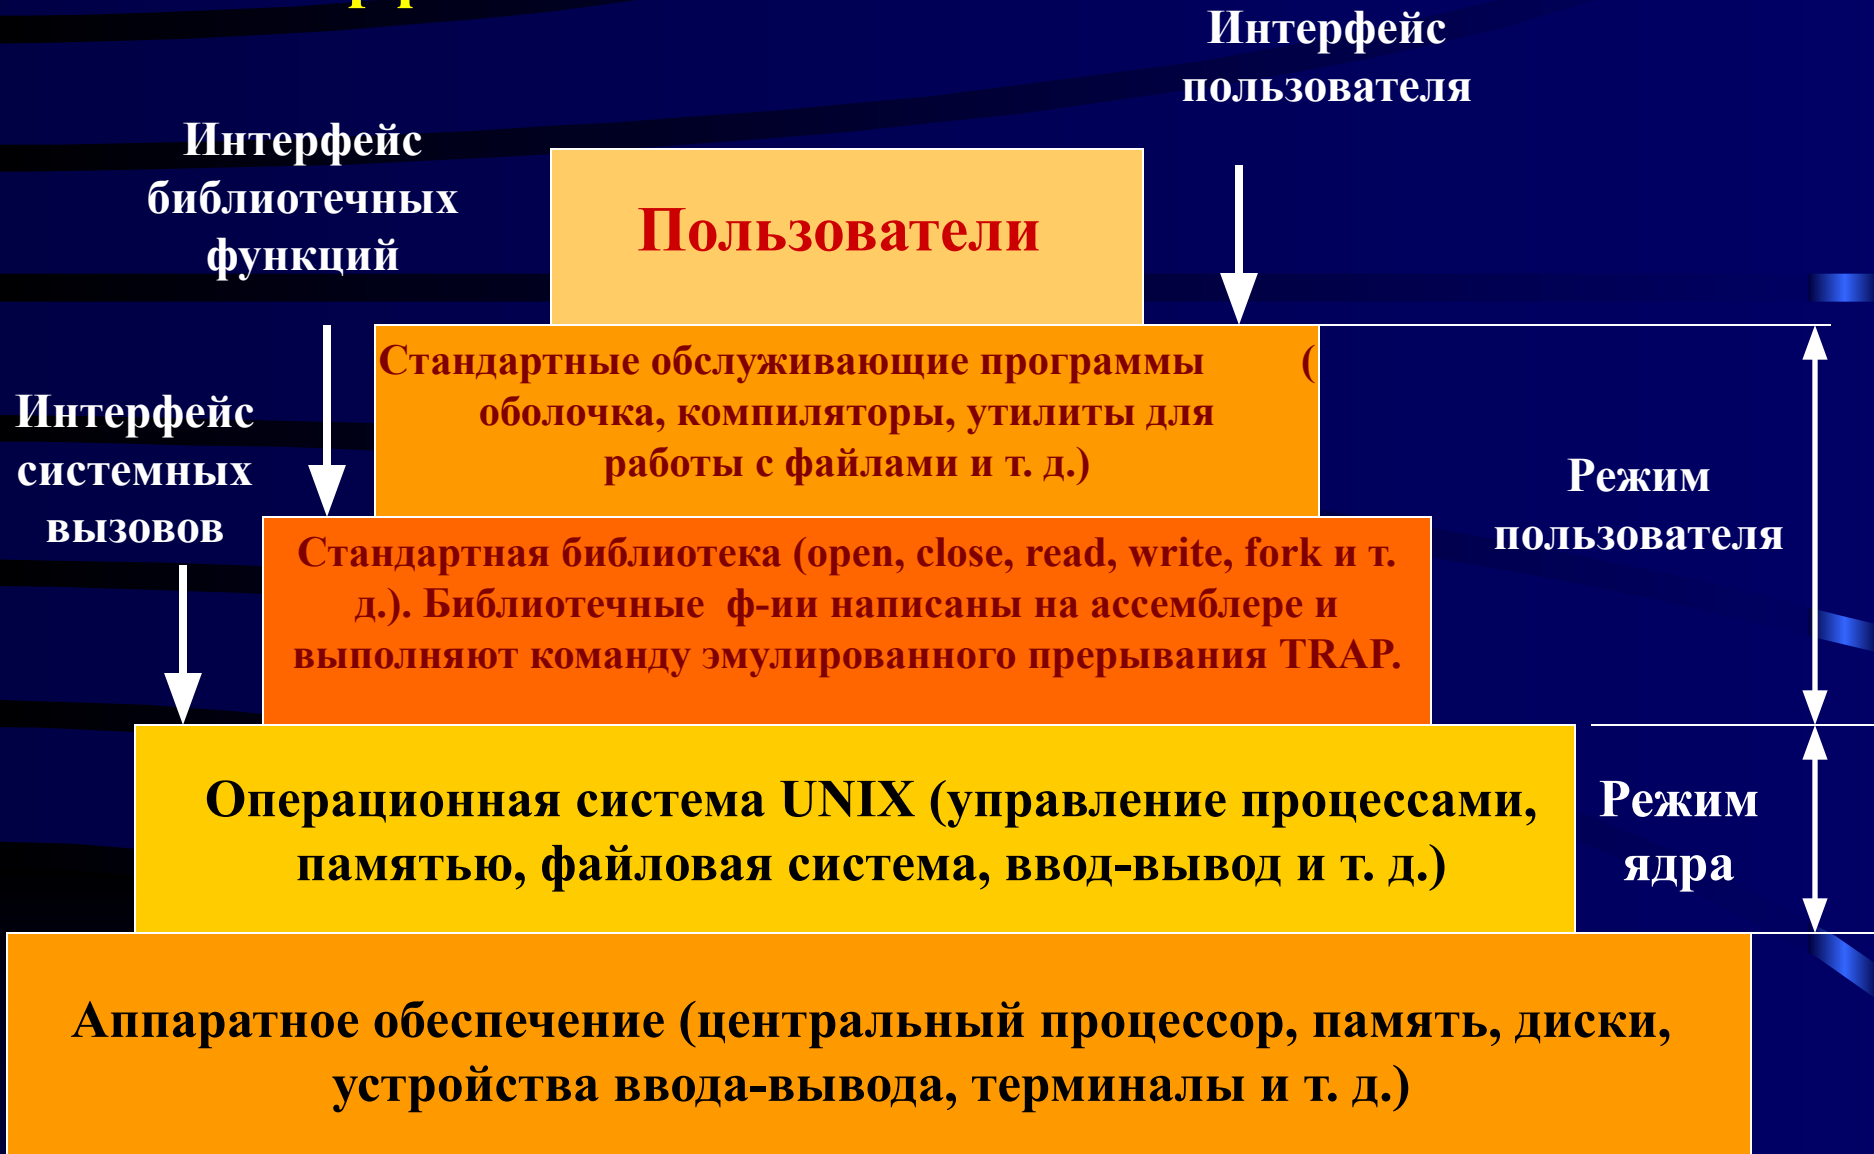 Интерфейс
пользователя
Интерфейс
библиотечных
функций
Пользователи
Стандартные обслуживающие программы (
оболочка, компиляторы, утилиты для
работы с файлами и т. д.)
Интерфейс
системных
вызовов
Режим
пользователя
Стандартная библиотека (open, close, read, write, fork и т.
д.). Библиотечные ф-ии написаны на ассемблере и
выполняют команду эмулированного прерывания TRAP.
Операционная система UNIX (управление процессами,
памятью, файловая система, ввод-вывод и т. д.)
Режим
ядра
Аппаратное обеспечение (центральный процессор, память, диски,
устройства ввода-вывода, терминалы и т. д.)